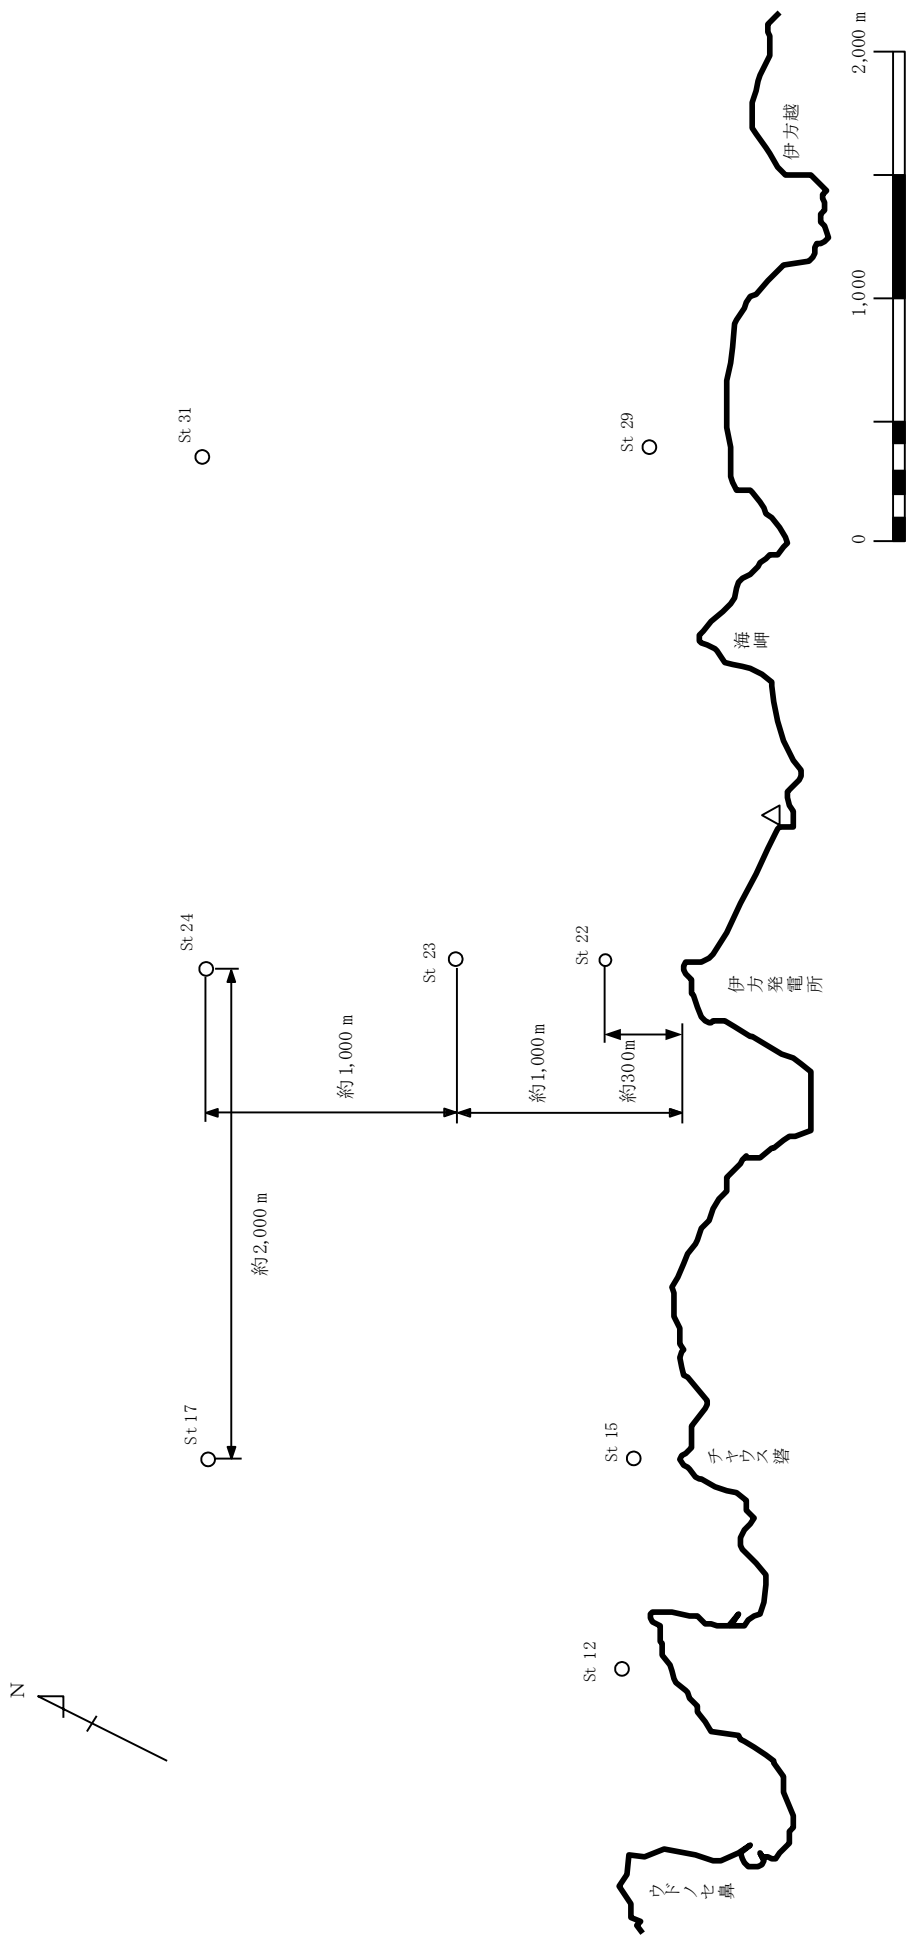 N
St 17
St 24
St 31
約2,000 m
約1,000 m
St 23
約1,000m
St 22
約300m
St 12
St 15
St 29
ウドノセ鼻
チャウス碆
伊方発電所
海岬
伊方越
0
1,000
2,000 m